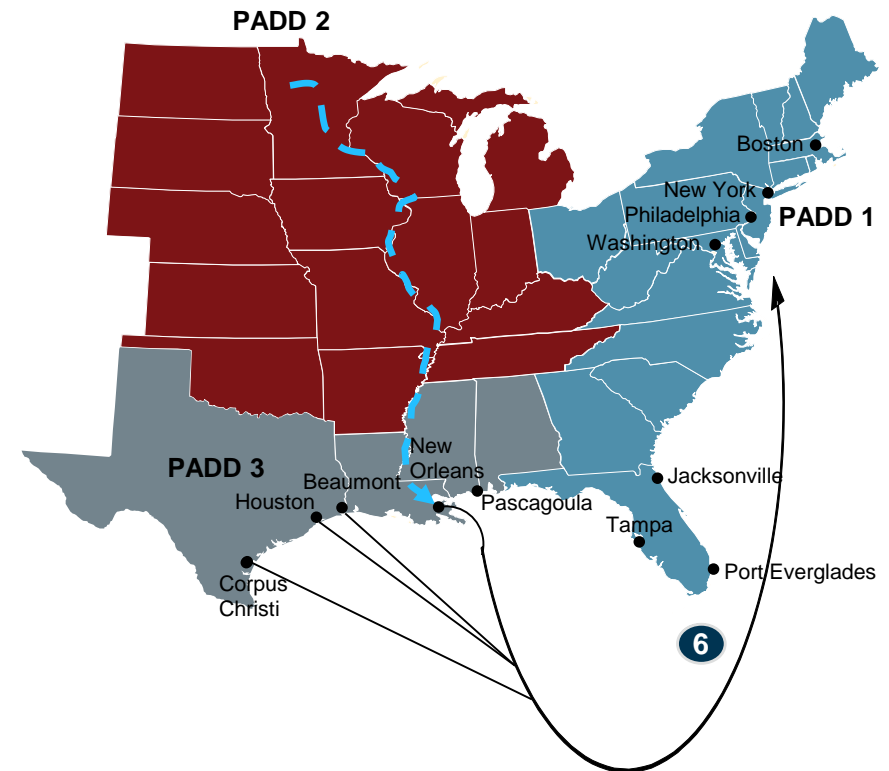 PADD 2
Boston
New York
Philadelphia
PADD 1
Washington
New
Orleans
PADD 3
Beaumont
Houston
Pascagoula
Jacksonville
Tampa
Port Everglades
Corpus
Christi
6